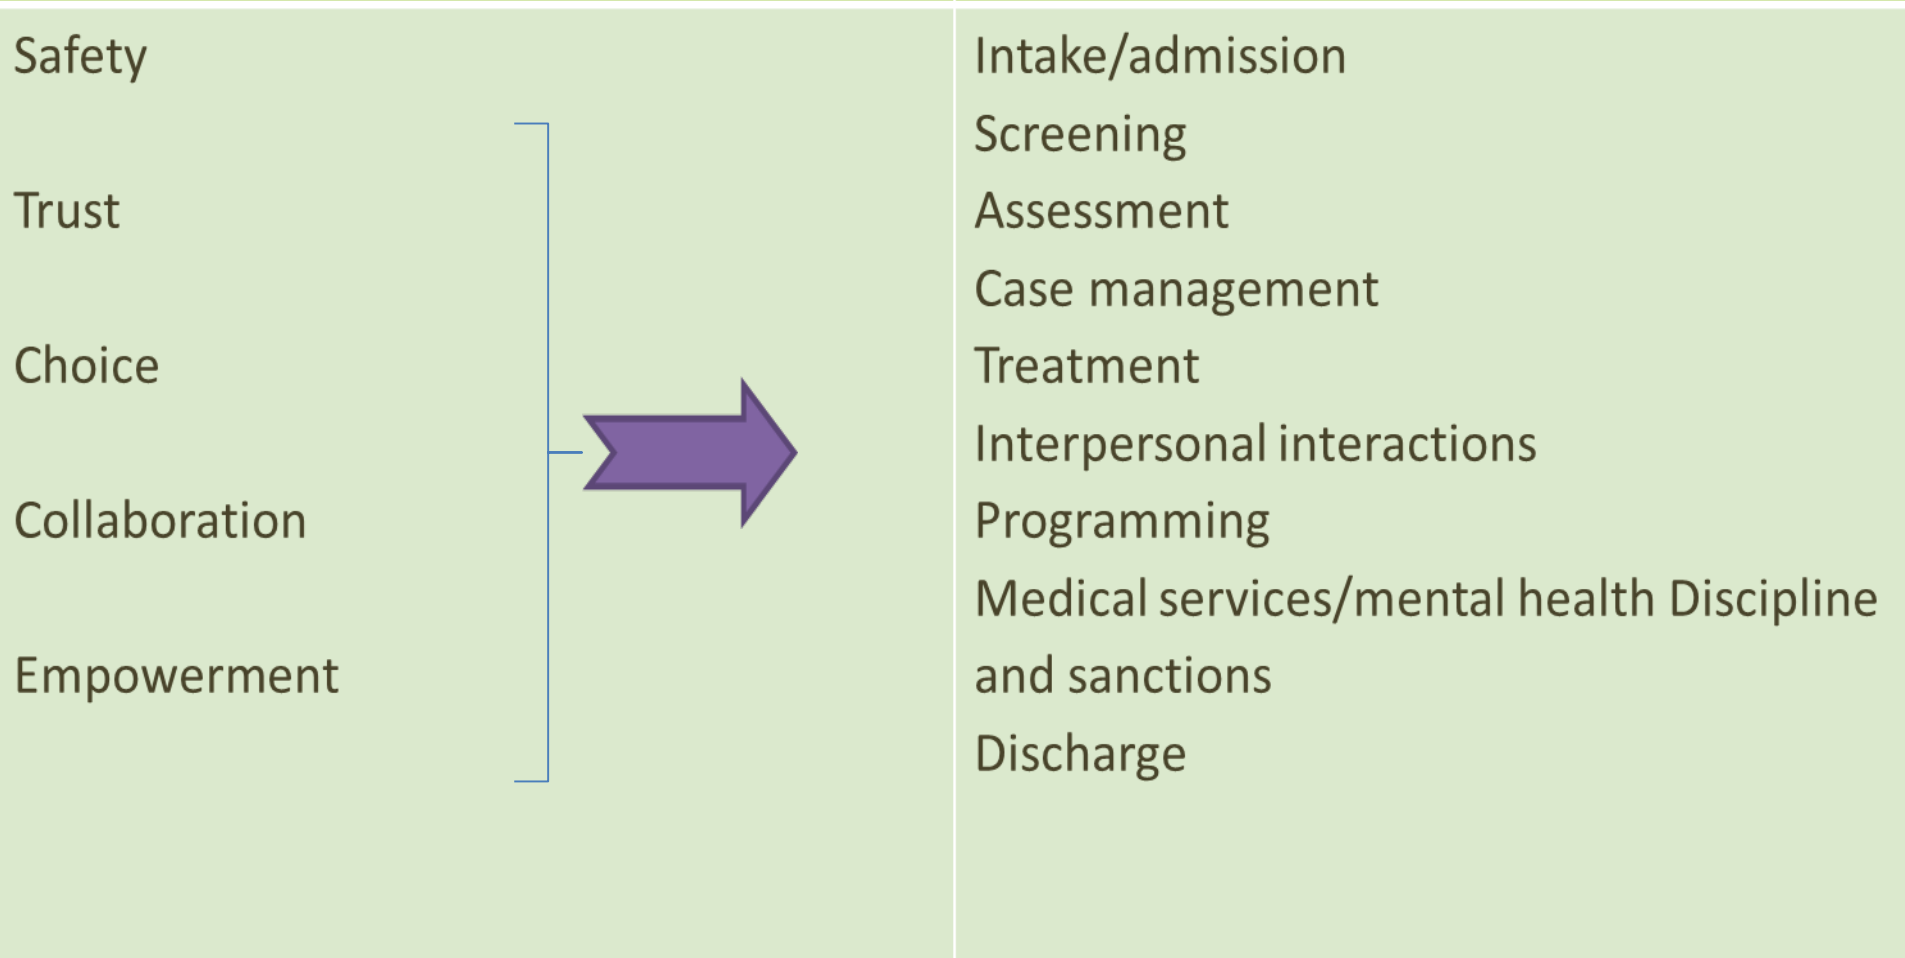 Safety
Trust
Choice
Collaboration
Empowerment
Intake/admission
Screening
Assessment
Case management
Treatment
Interpersonal interactions
Programming
Medical services/mental health Discipline
and sanctions
Discharge